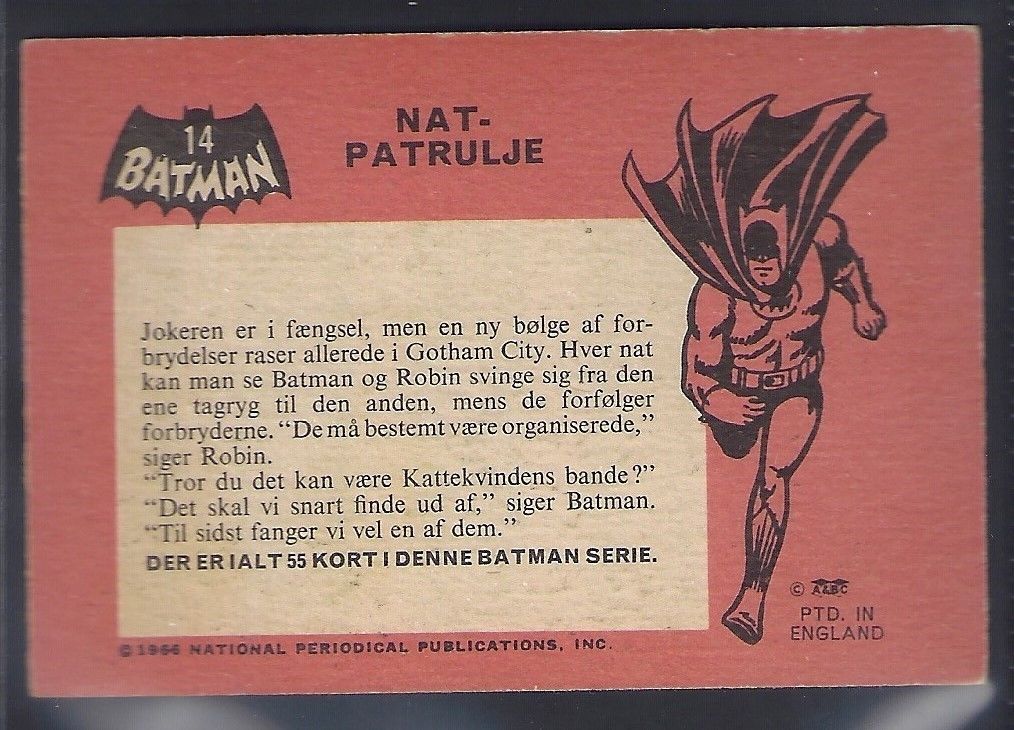 14
BATMAN
NAT-
PATRULJE
Jokeren er i fængsel, men en ny bølge af for-
brydelser raser allerede i Gotham City. Hver nat
kan man se Batman og Robin svinge sig fra den
ene tagryg til den anden, mens de forfølger
forbryderne. “De må bestemt være organiserede,”
siger Robin.
“Tror du det kan være Kattekvindens bande?”
“Det skal vi snart finde ud af,” siger Batman.
“Til sidst fanger vi vel en af dem.”
DER ER IALT 55 KORT I DENNE BATMAN SERIE.
© 1966 NATIONAL PERIODICAL PUBLICATIONS, INC.
© A&BC
PTD. IN
ENGLAND